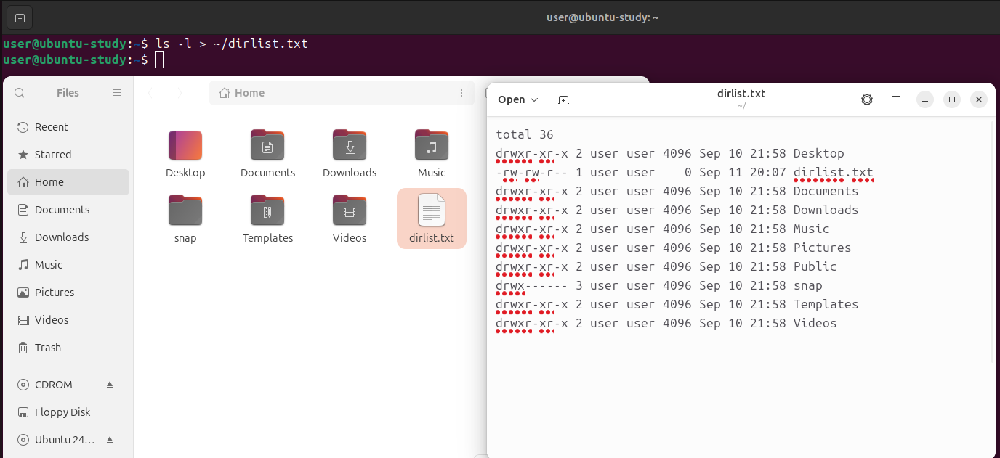 user@ubuntu-study: ~
user@ubuntu-study:~$ ls -l > ~/dirlist.txt
user@ubuntu-study:~$
Files
Recent
Starred
Home
Documents
Downloads
Music
Pictures
Videos
Trash
CDROM
Floppy Disk
Ubuntu 24…
Home
Desktop
Documents
Downloads
Music
snap
Templates
Videos
dirlist.txt
Open
dirlist.txt
~/
total 36
drwxr-xr-x 2 user user 4096 Sep 10 21:58 Desktop
-rw-rw-r-- 1 user user    0 Sep 11 20:07 dirlist.txt
drwxr-xr-x 2 user user 4096 Sep 10 21:58 Documents
drwxr-xr-x 2 user user 4096 Sep 10 21:58 Downloads
drwxr-xr-x 2 user user 4096 Sep 10 21:58 Music
drwxr-xr-x 2 user user 4096 Sep 10 21:58 Pictures
drwxr-xr-x 2 user user 4096 Sep 10 21:58 Public
drwx------ 3 user user 4096 Sep 10 21:58 snap
drwxr-xr-x 2 user user 4096 Sep 10 21:58 Templates
drwxr-xr-x 2 user user 4096 Sep 10 21:58 Videos